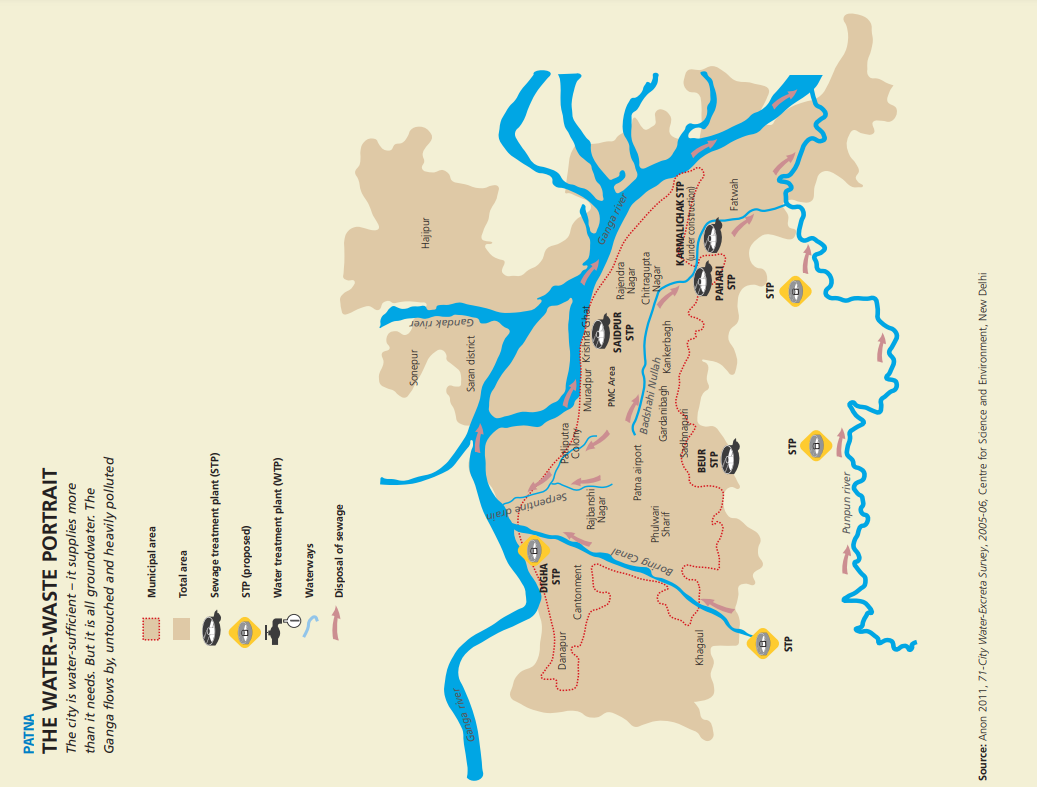 PATNA
THE WATER-WASTE PORTRAIT
The city is water-sufficient – it supplies more
than it needs. But it is all groundwater. The
Ganga flows by, untouched and heavily polluted
Municipal area
Total area
Sewage treatment plant (STP)
STP (proposed)
Water treatment plant (WTP)
Waterways
Disposal of sewage
Ganga river
Danapur
Cantonment
DIGHA
STP
Khagaul
STP
Boring Canal
Serpentine drain
Rajbanshi
Nagar
Phulwari
Sharif
Patna airport
Patliputra
Colony
BEUR
STP
Sadhnapuri
Gardanibagh
Badshahi Nullah
Kankerbagh
PMC Area
Muradpur
Krishna Ghat
SAIDPUR
STP
Rajendra
Nagar
Chitragupta
Nagar
Sonepur
Saran district
Gandak river
Hajipur
Ganga river
KARMALICHAK STP
(under construction)
PAHARI
STP
Fatwah
STP
STP
Punpun river
Source: Anon 2011, 71-City Water-Excreta Survey, 2005-06, Centre for Science and Environment, New Delhi